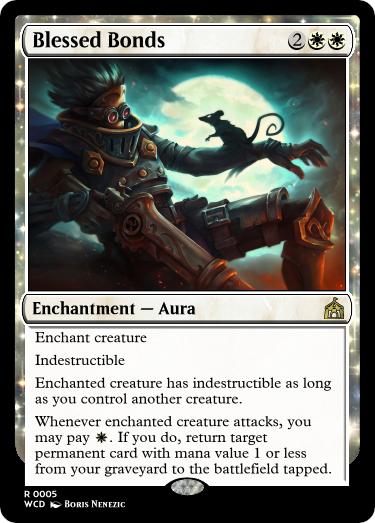 Blessed Bonds 2
Enchantment — Aura
Enchant creature
Indestructible
Enchanted creature has indestructible as long
as you control another creature.
Whenever enchanted creature attacks, you
may pay . If you do, return target
permanent card with mana value 1 or less
from your graveyard to the battlefield tapped.
R 0005
WCD Boris Nenezic